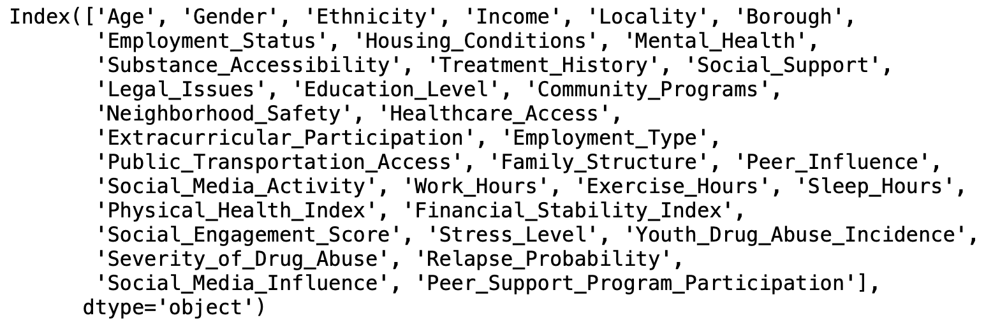 Index(['Age', 'Gender', 'Ethnicity', 'Income', 'Locality', 'Borough',
'Employment_Status', 'Housing_Conditions', 'Mental_Health',
'Substance_Accessibility', 'Treatment_History', 'Social_Support',
'Legal_Issues', 'Education_Level', 'Community_Programs',
'Neighborhood_Safety', 'Healthcare_Access',
'Extracurricular_Participation', 'Employment_Type',
'Public_Transportation_Access', 'Family_Structure', 'Peer_Influence',
'Social_Media_Activity', 'Work_Hours', 'Exercise_Hours', 'Sleep_Hours',
'Physical_Health_Index', 'Financial_Stability_Index',
'Social_Engagement_Score', 'Stress_Level', 'Youth_Drug_Abuse_Incidence',
'Severity_of_Drug_Abuse', 'Relapse_Probability',
'Social_Media_Influence', 'Peer_Support_Program_Participation'],
dtype='object')